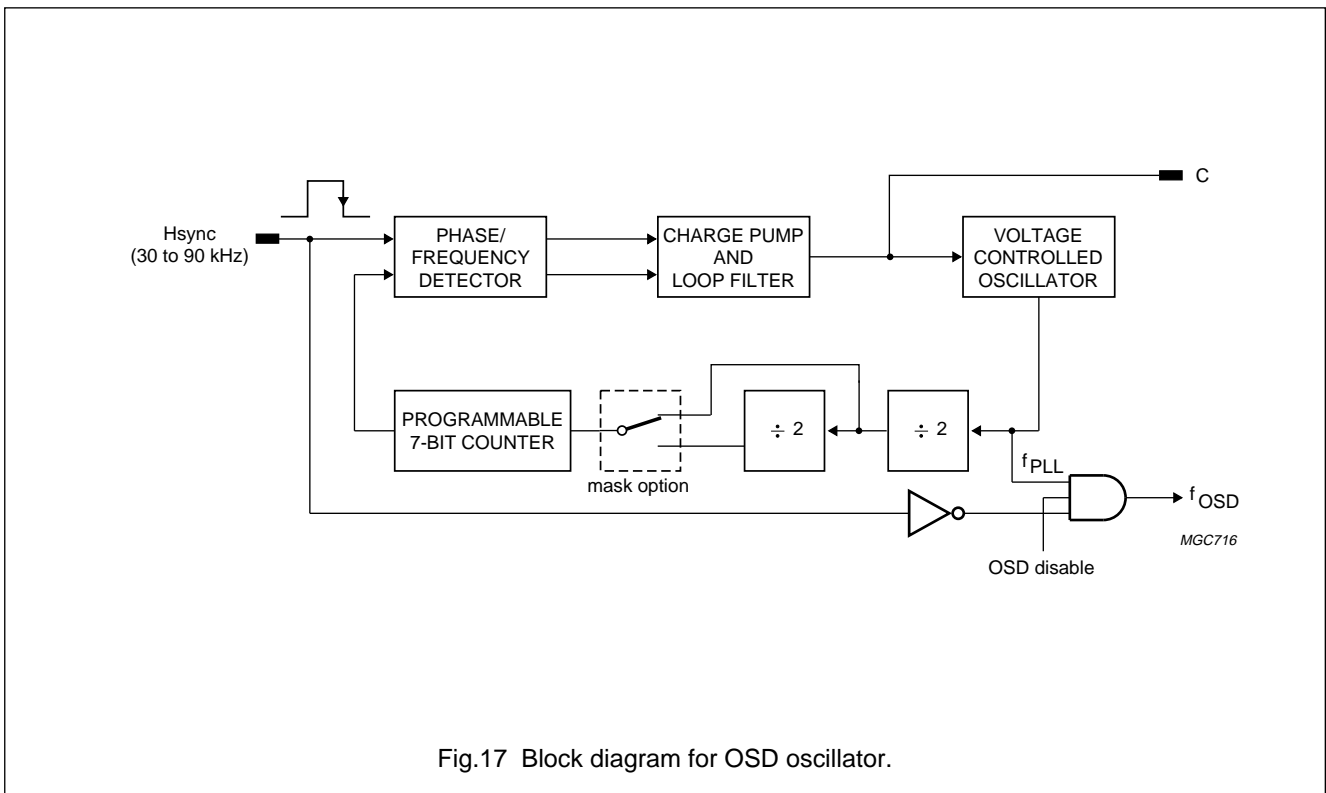 C
Hsync
(30 to 90 kHz)
PHASE/
FREQUENCY
DETECTOR
CHARGE PUMP
AND
LOOP FILTER
VOLTAGE
CONTROLLED
OSCILLATOR
PROGRAMMABLE
7-BIT COUNTER
mask option
÷ 2
÷ 2
fPLL
fOSD
MGC716
OSD disable
Fig.17 Block diagram for OSD oscillator.